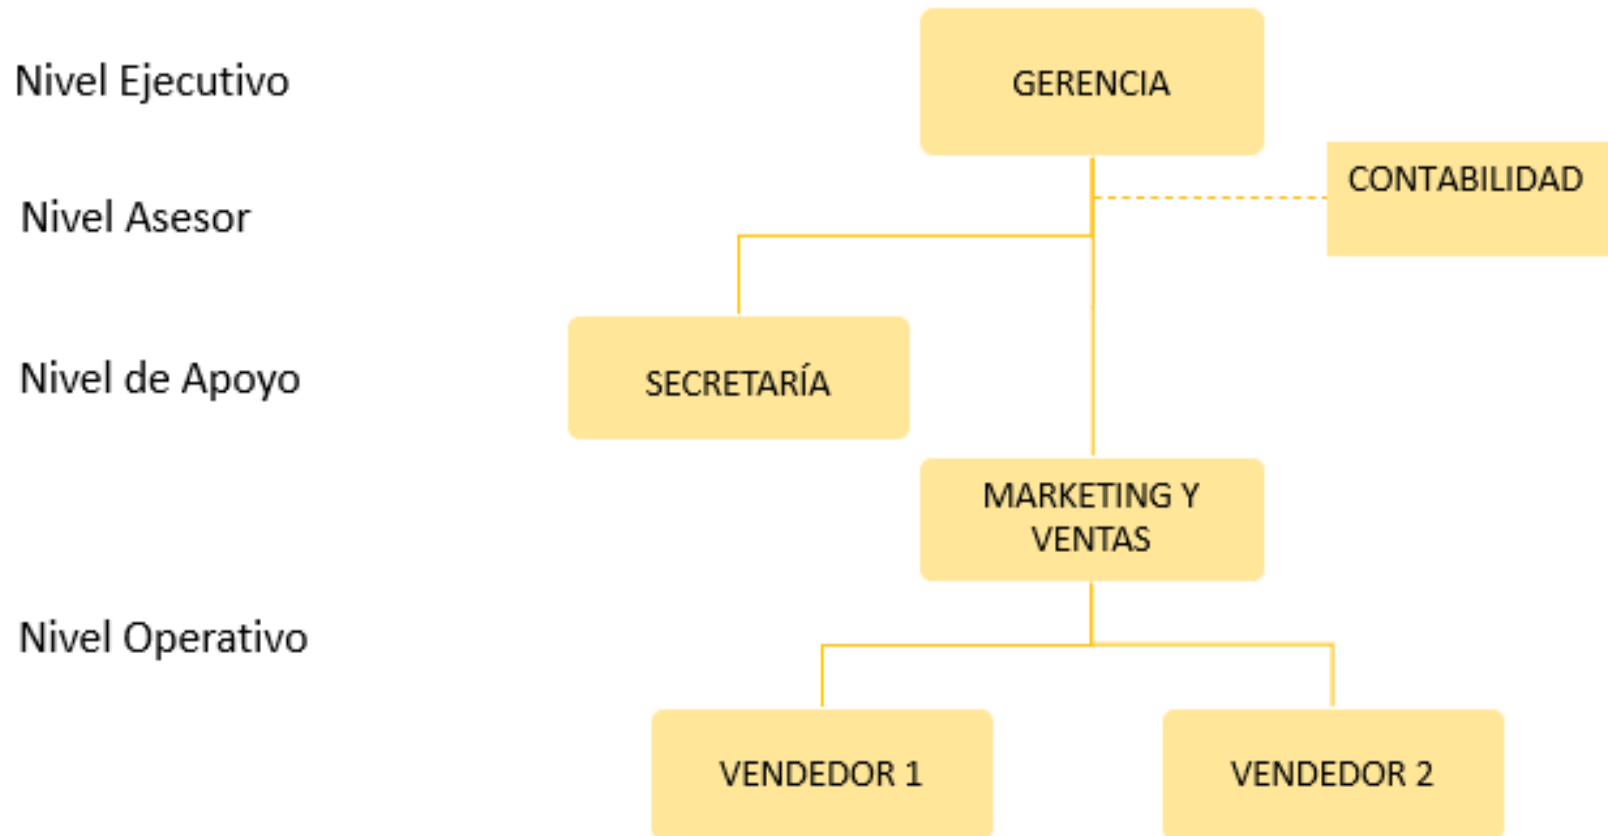 Nivel Ejecutivo
GERENCIA
CONTABILIDAD
Nivel Asesor
Nivel de Apoyo
SECRETARÍA
MARKETING Y
VENTAS
Nivel Operativo
VENDEDOR 1
VENDEDOR 2